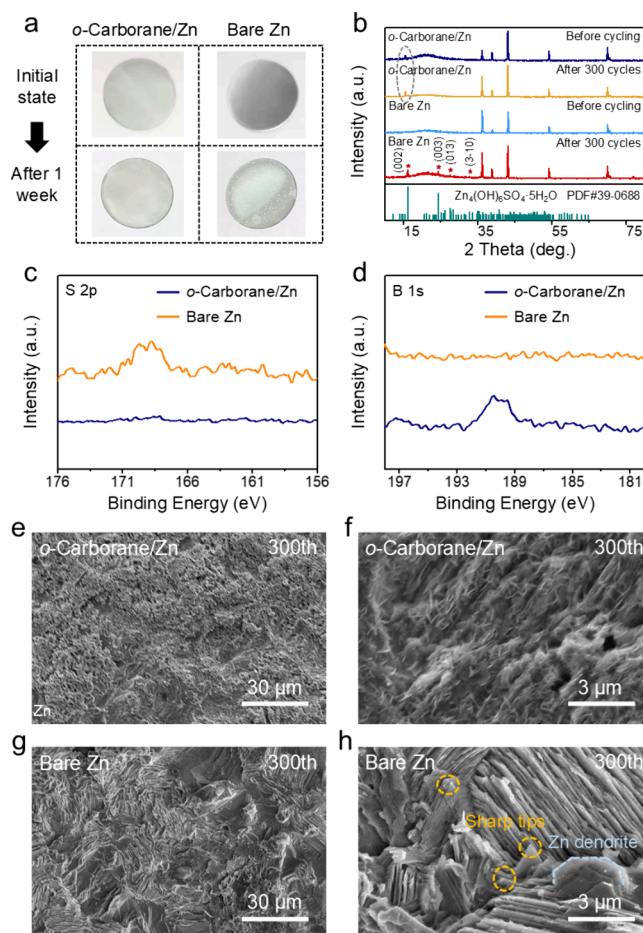 a
o-Carborane/Zn
Bare Zn
Initial
state
After 1
week
b
Intensity (a.u.)
o-Carborane/Zn
Before cycling
o-Carborane/Zn
After 300 cycles
Bare Zn
Before cycling
Bare Zn
After 300 cycles
(002)
*
(003)
*
(013)
*
(3-10)
*
Zn₄(OH)₆SO₄·5H₂O PDF#39-0688
15 30 45 60 75
2 Theta (deg.)
c
S 2p
o-Carborane/Zn
Bare Zn
Intensity (a.u.)
176 171 166 161 156
Binding Energy (eV)
d
B 1s
o-Carborane/Zn
Bare Zn
Intensity (a.u.)
197 193 189 185 181
Binding Energy (eV)
e
o-Carborane/Zn
300th
Zn
30 µm
f
o-Carborane/Zn
300th
3 µm
g
Bare Zn
300th
30 µm
h
Bare Zn
300th
Sharp tips
Zn dendrite
3 µm